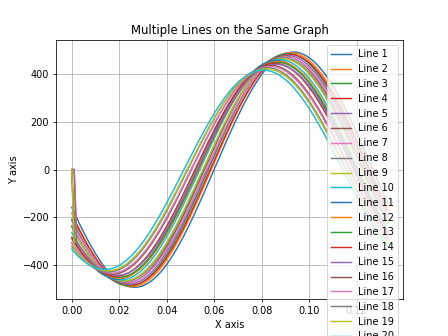 Multiple Lines on the Same Graph
Y axis
400
200
0
−200
−400
0.00
0.02
0.04
0.06
0.08
0.10
X axis
Line 1
Line 2
Line 3
Line 4
Line 5
Line 6
Line 7
Line 8
Line 9
Line 10
Line 11
Line 12
Line 13
Line 14
Line 15
Line 16
Line 17
Line 18
Line 19
Line 20